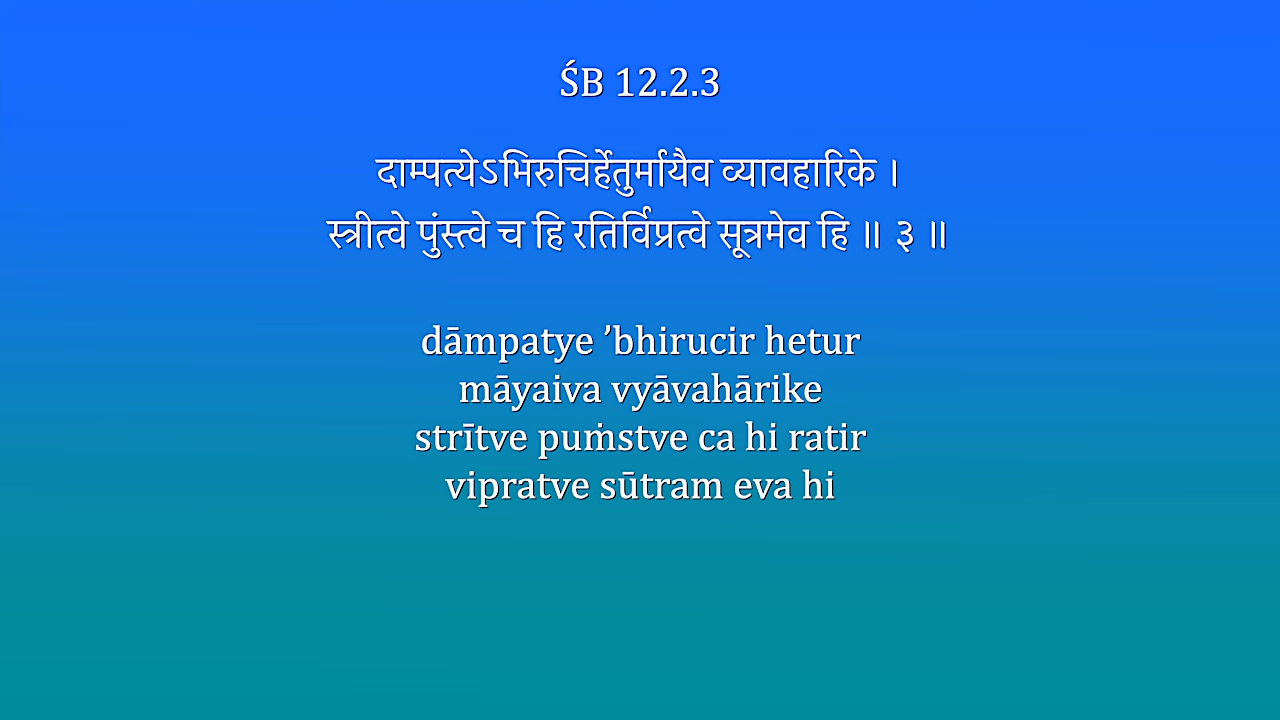 ŚB 12.2.3
दाम्पत्येऽभिरुचिर्हेतुर्मायैव व्यावहारिके ।
स्त्रीत्वे पुंस्त्वे च हि रतिर्विप्रत्वे सूत्रमेव हि ॥ ३ ॥
dāmpatye ’bhirucir hetur
māyaiva vyāvahārike
strītve puṁstve ca hi ratir
vipratve sūtram eva hi